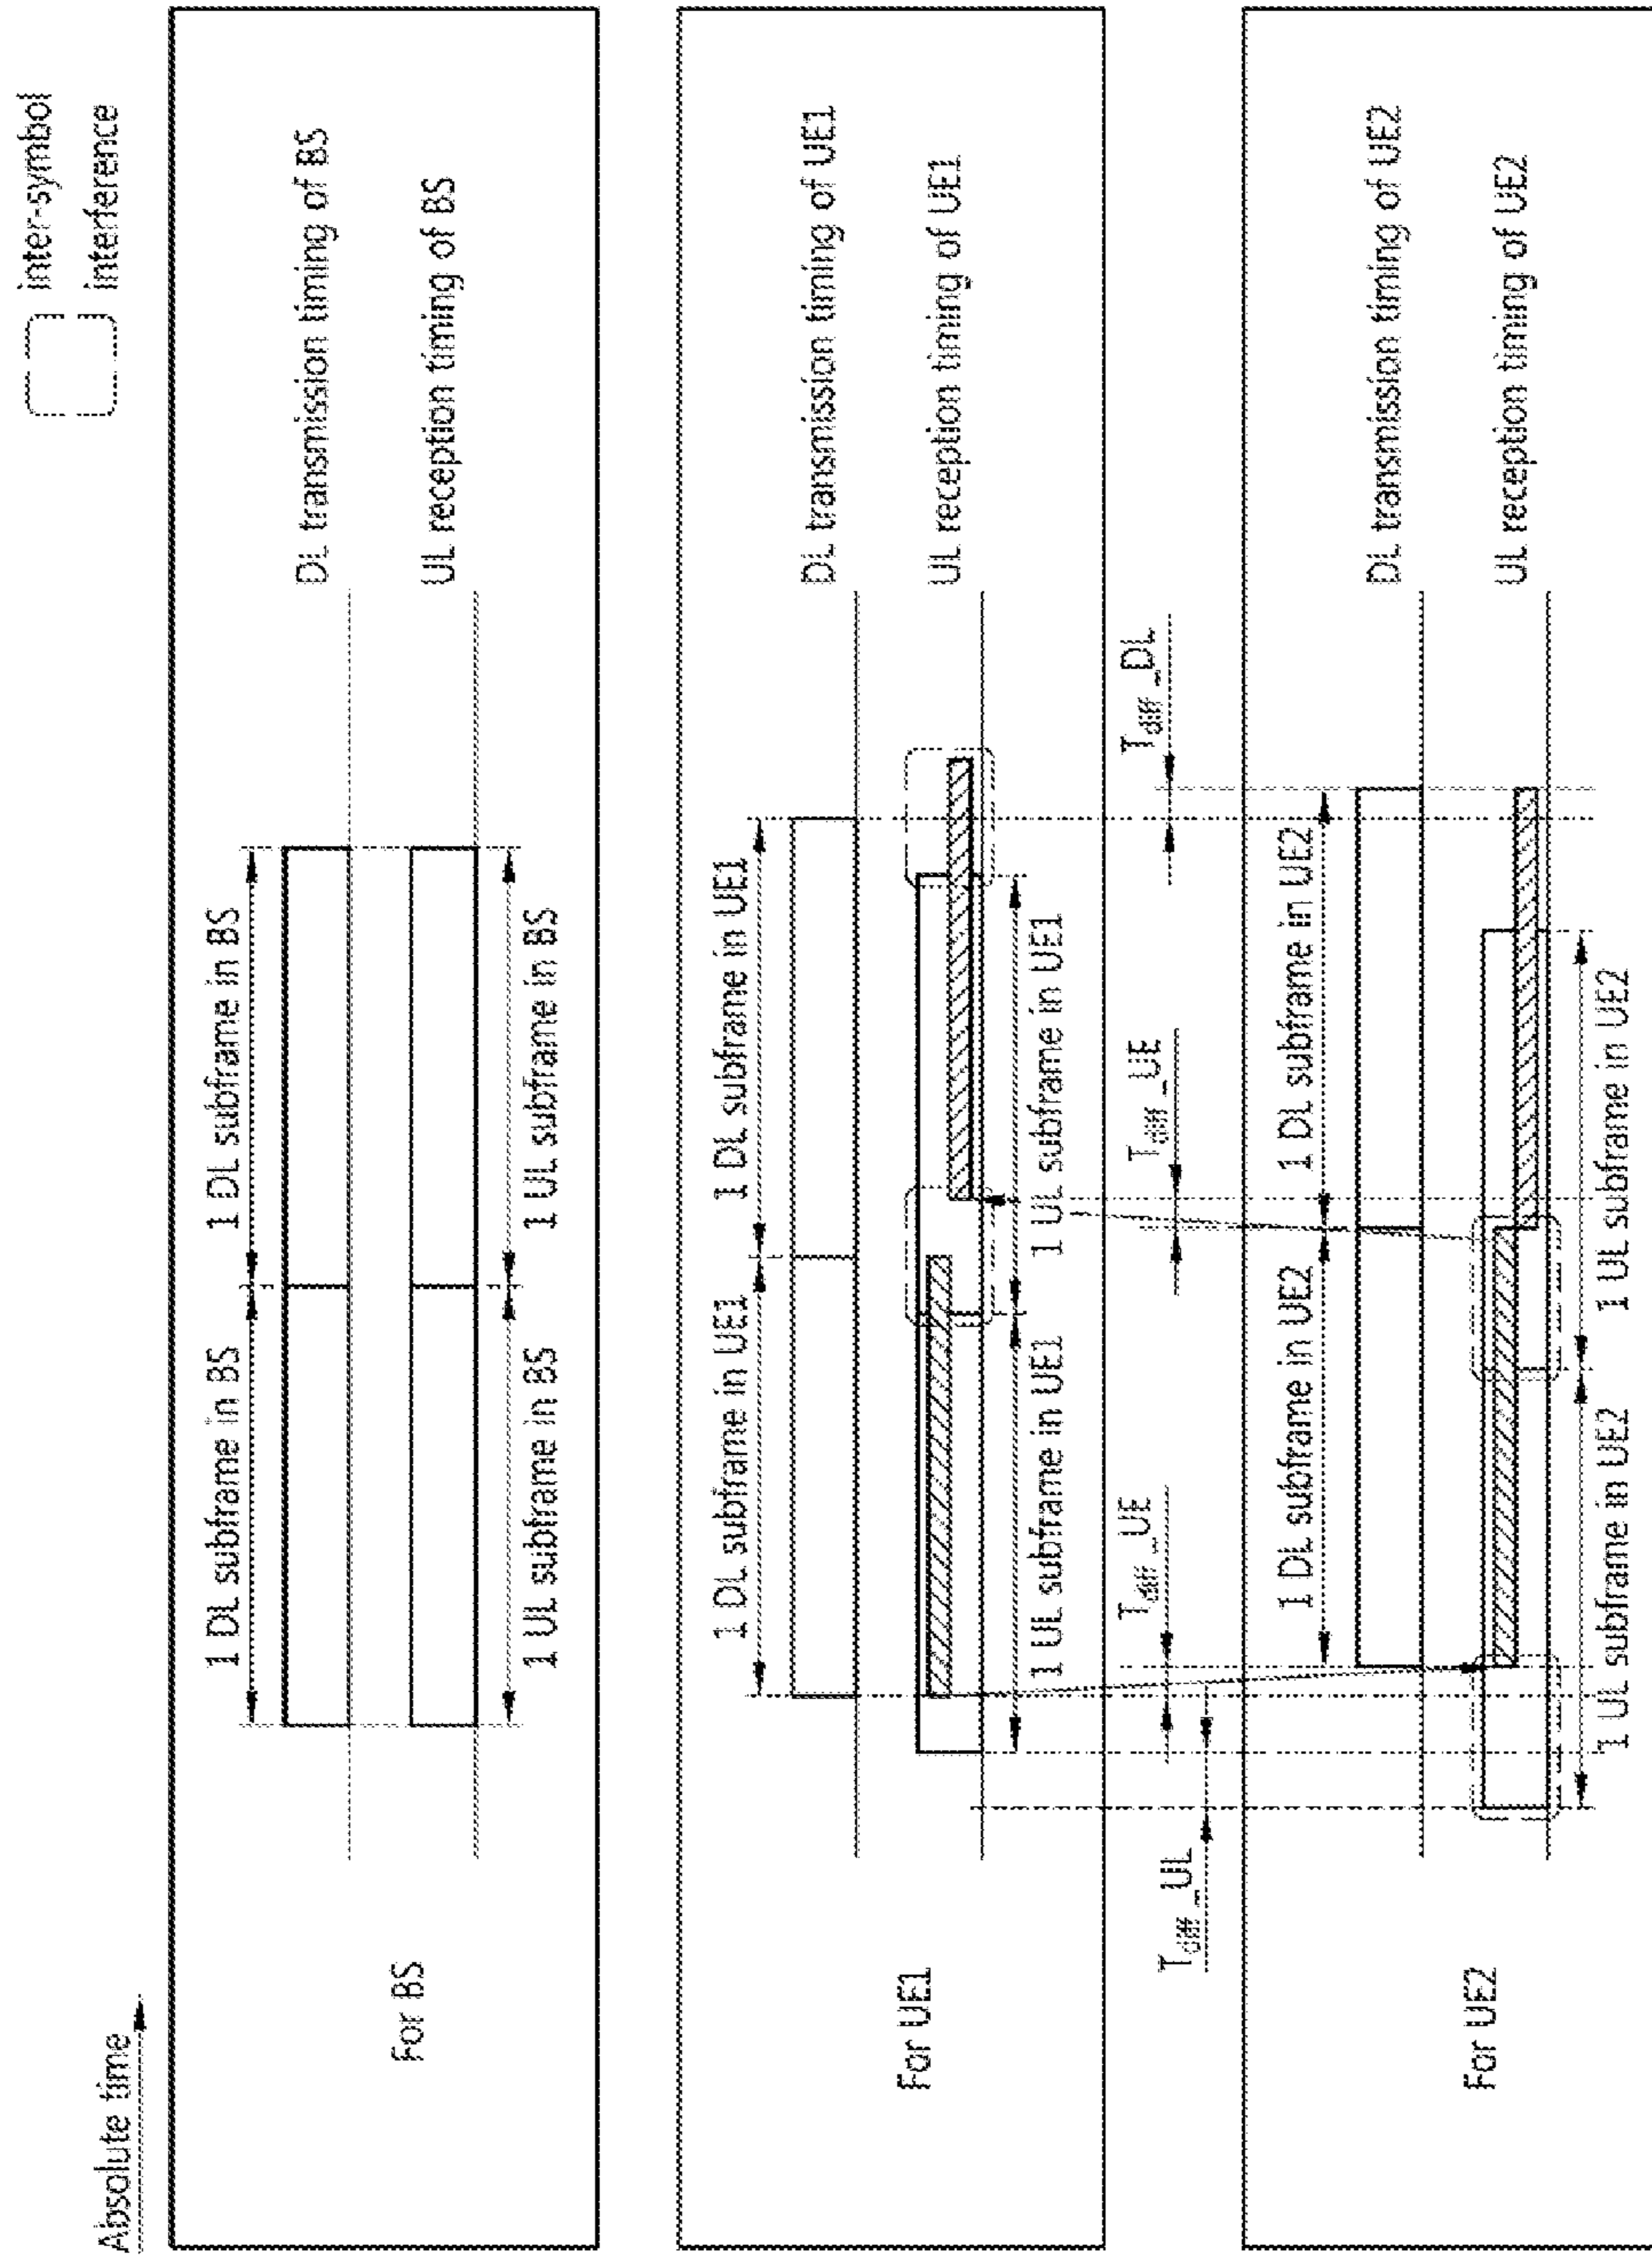 Absolute time
inter-symbol
interference
For BS
1 DL subframe in BS
1 DL subframe in BS
DL transmission timing of BS
UL reception timing of BS
1 UL subframe in BS
1 UL subframe in BS
For UE1
1 DL subframe in UE1
1 DL subframe in UE1
DL transmission timing of UE1
UL reception timing of UE1
1 UL subframe in UE1
1 UL subframe in UE1
Tdiff_UL
Tdiff_UE
Tdiff_UE
Tdiff_DL
For UE2
1 DL subframe in UE2
1 DL subframe in UE2
DL transmission timing of UE2
UL reception timing of UE2
1 UL subframe in UE2
1 UL subframe in UE2